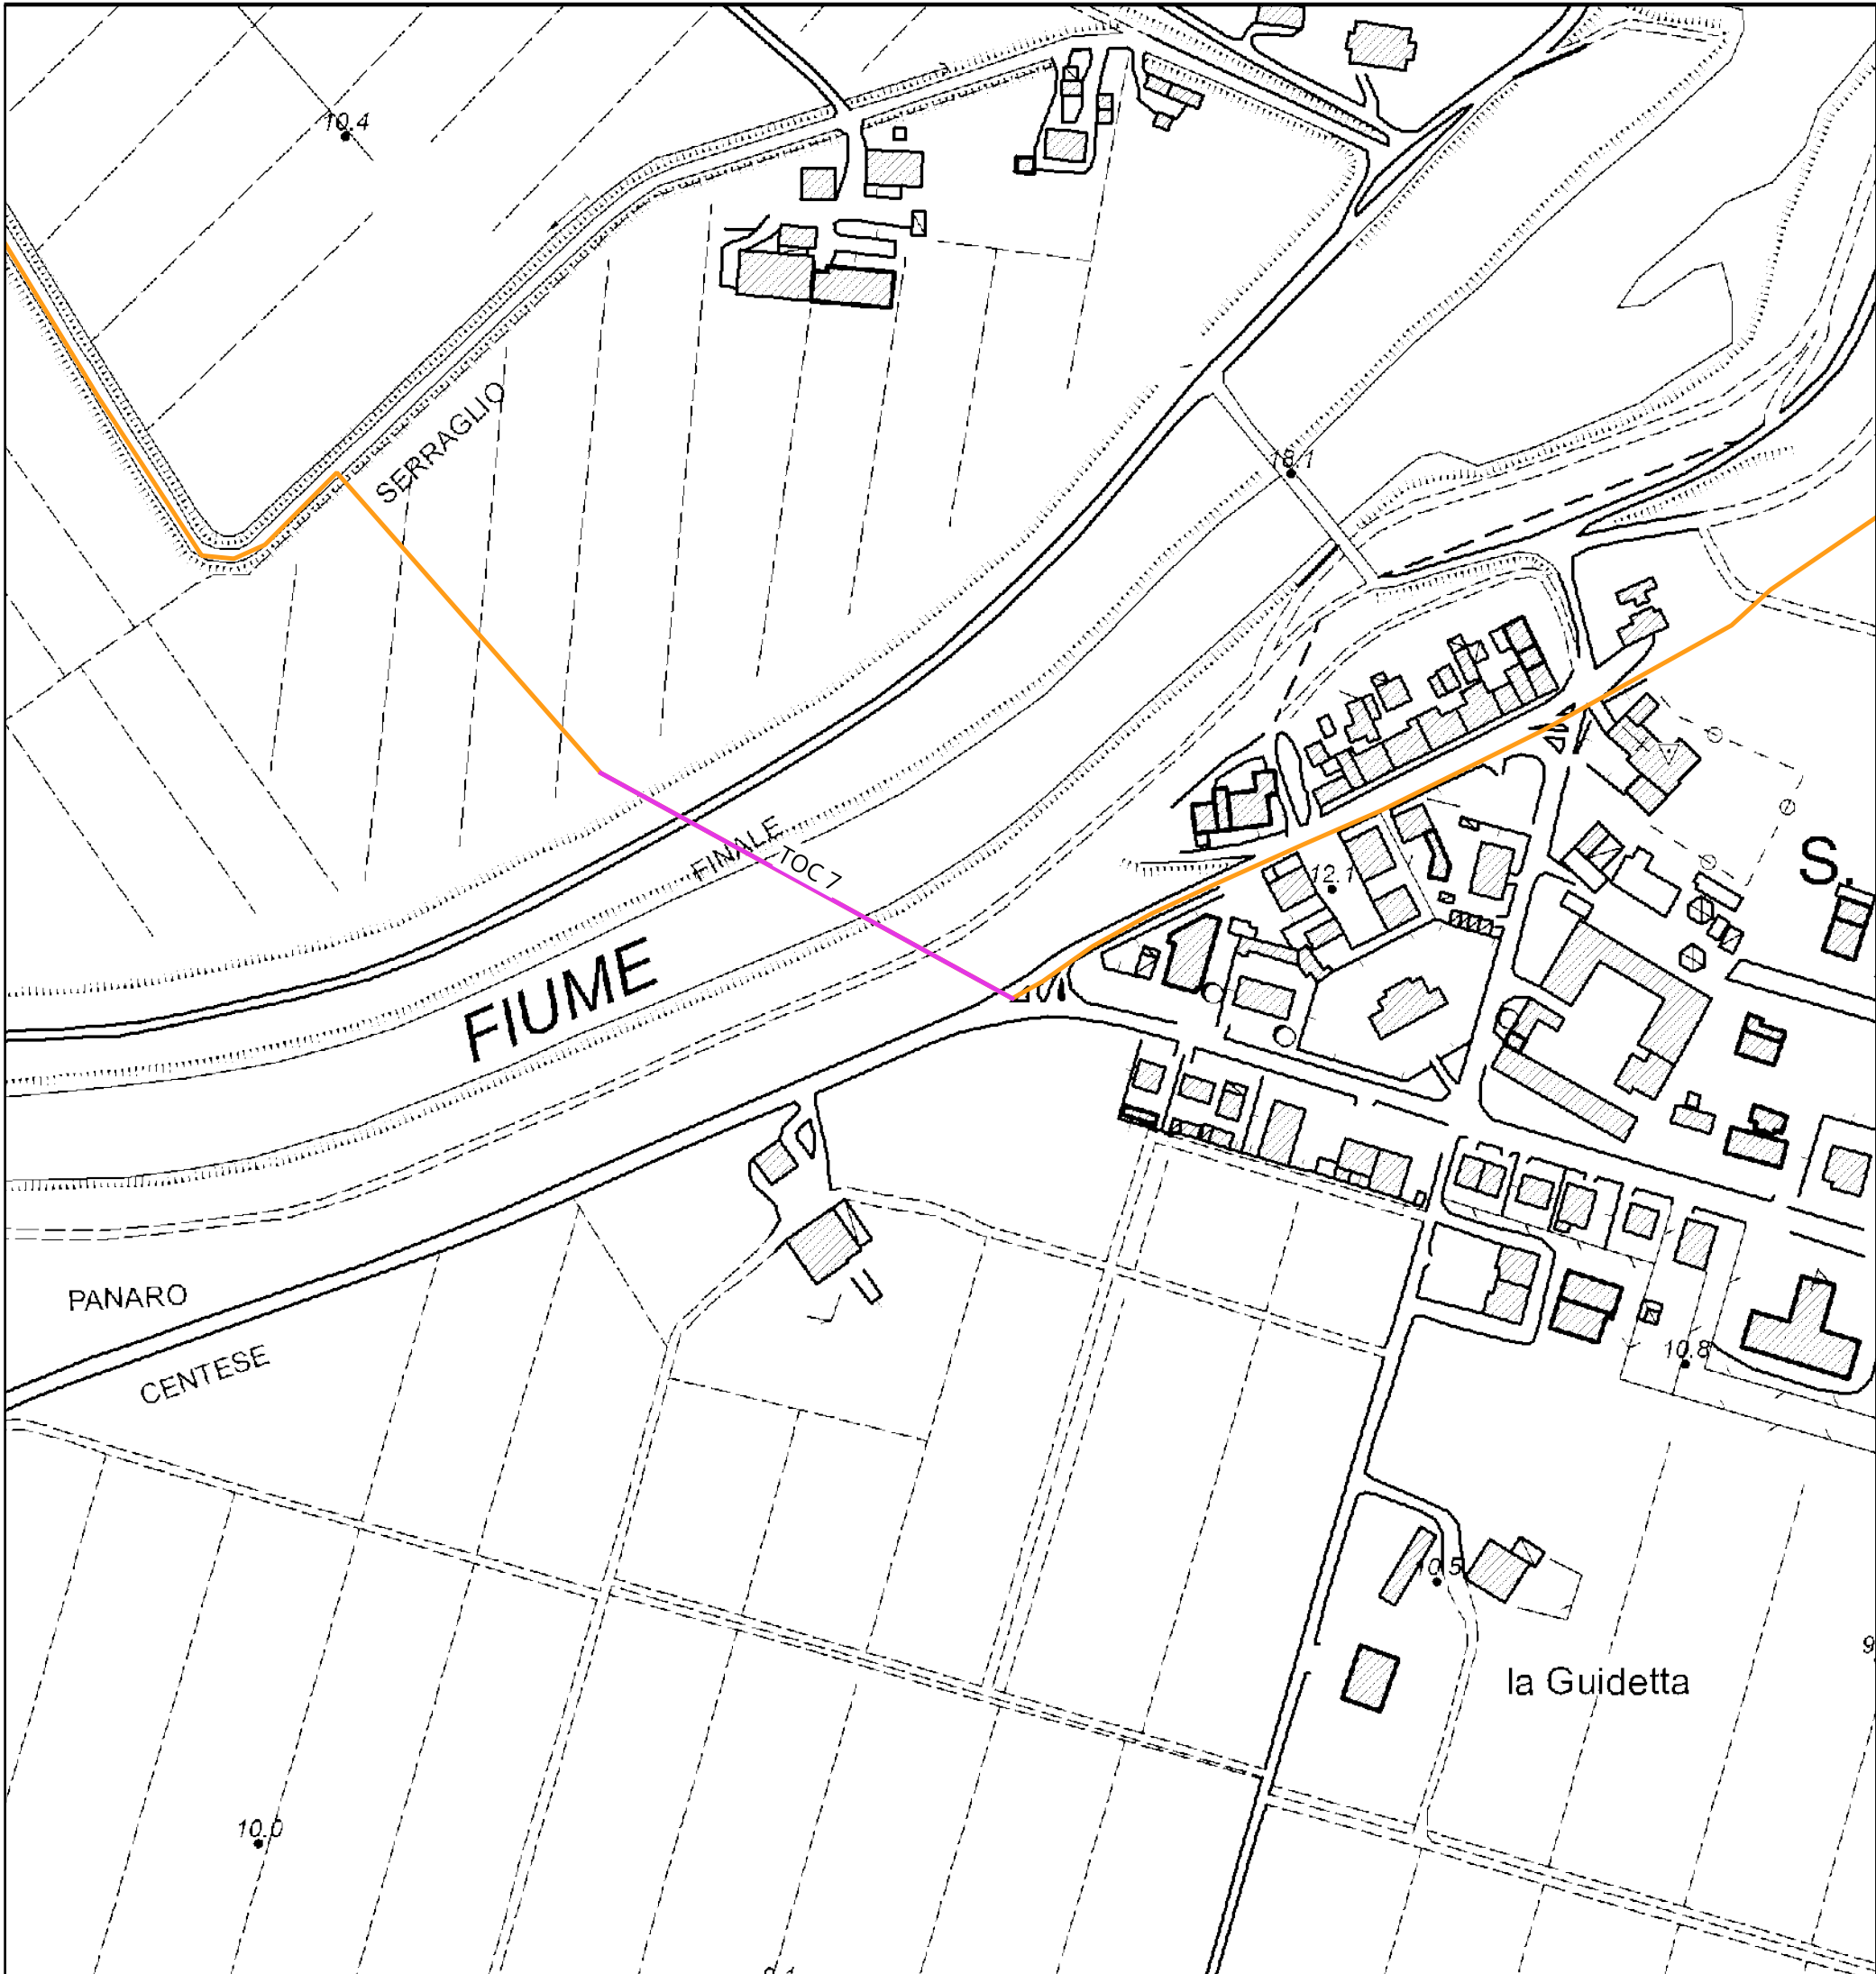 10.4
SERRAGLIO
18.1
FINALE
TOC 7
12.1
S.
FIUME
PANARO
CENTESE
10.8
10.5
la Guidetta
10.0